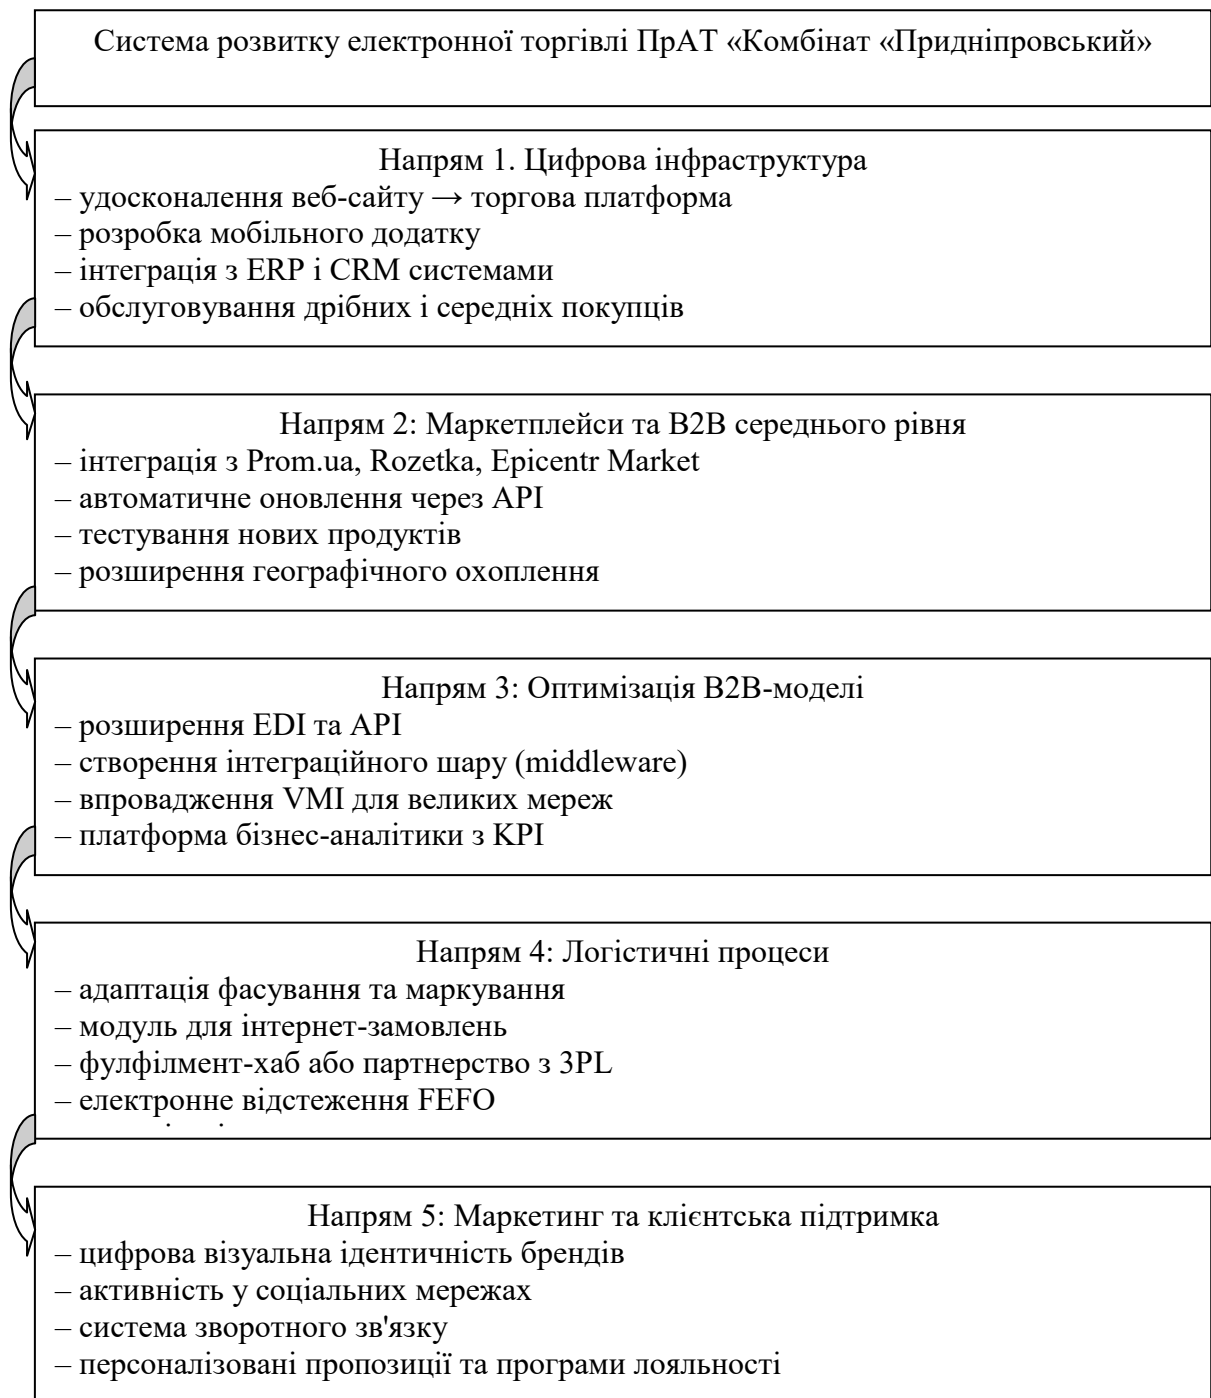 Система розвитку електронної торгівлі ПрАТ «Комбінат «Придніпровський»
Напрям 1. Цифрова інфраструктура
– удосконалення веб-сайту → торгова платформа
– розробка мобільного додатку
– інтеграція з ERP і CRM системами
– обслуговування дрібних і середніх покупців
Напрям 2: Маркетплейси та B2B середнього рівня
– інтеграція з Prom.ua, Rozetka, Epicentr Market
– автоматичне оновлення через API
– тестування нових продуктів
– розширення географічного охоплення
Напрям 3: Оптимізація B2B-моделі
– розширення EDI та API
– створення інтеграційного шару (middleware)
– впровадження VMI для великих мереж
– платформа бізнес-аналітики з KPI
Напрям 4: Логістичні процеси
– адаптація фасування та маркування
– модуль для інтернет-замовлень
– фулфілмент-хаб або партнерство з 3PL
– електронне відстеження FEFO
Напрям 5: Маркетинг та клієнтська підтримка
– цифрова візуальна ідентичність брендів
– активність у соціальних мережах
– система зворотного зв'язку
– персоналізовані пропозиції та програми лояльності